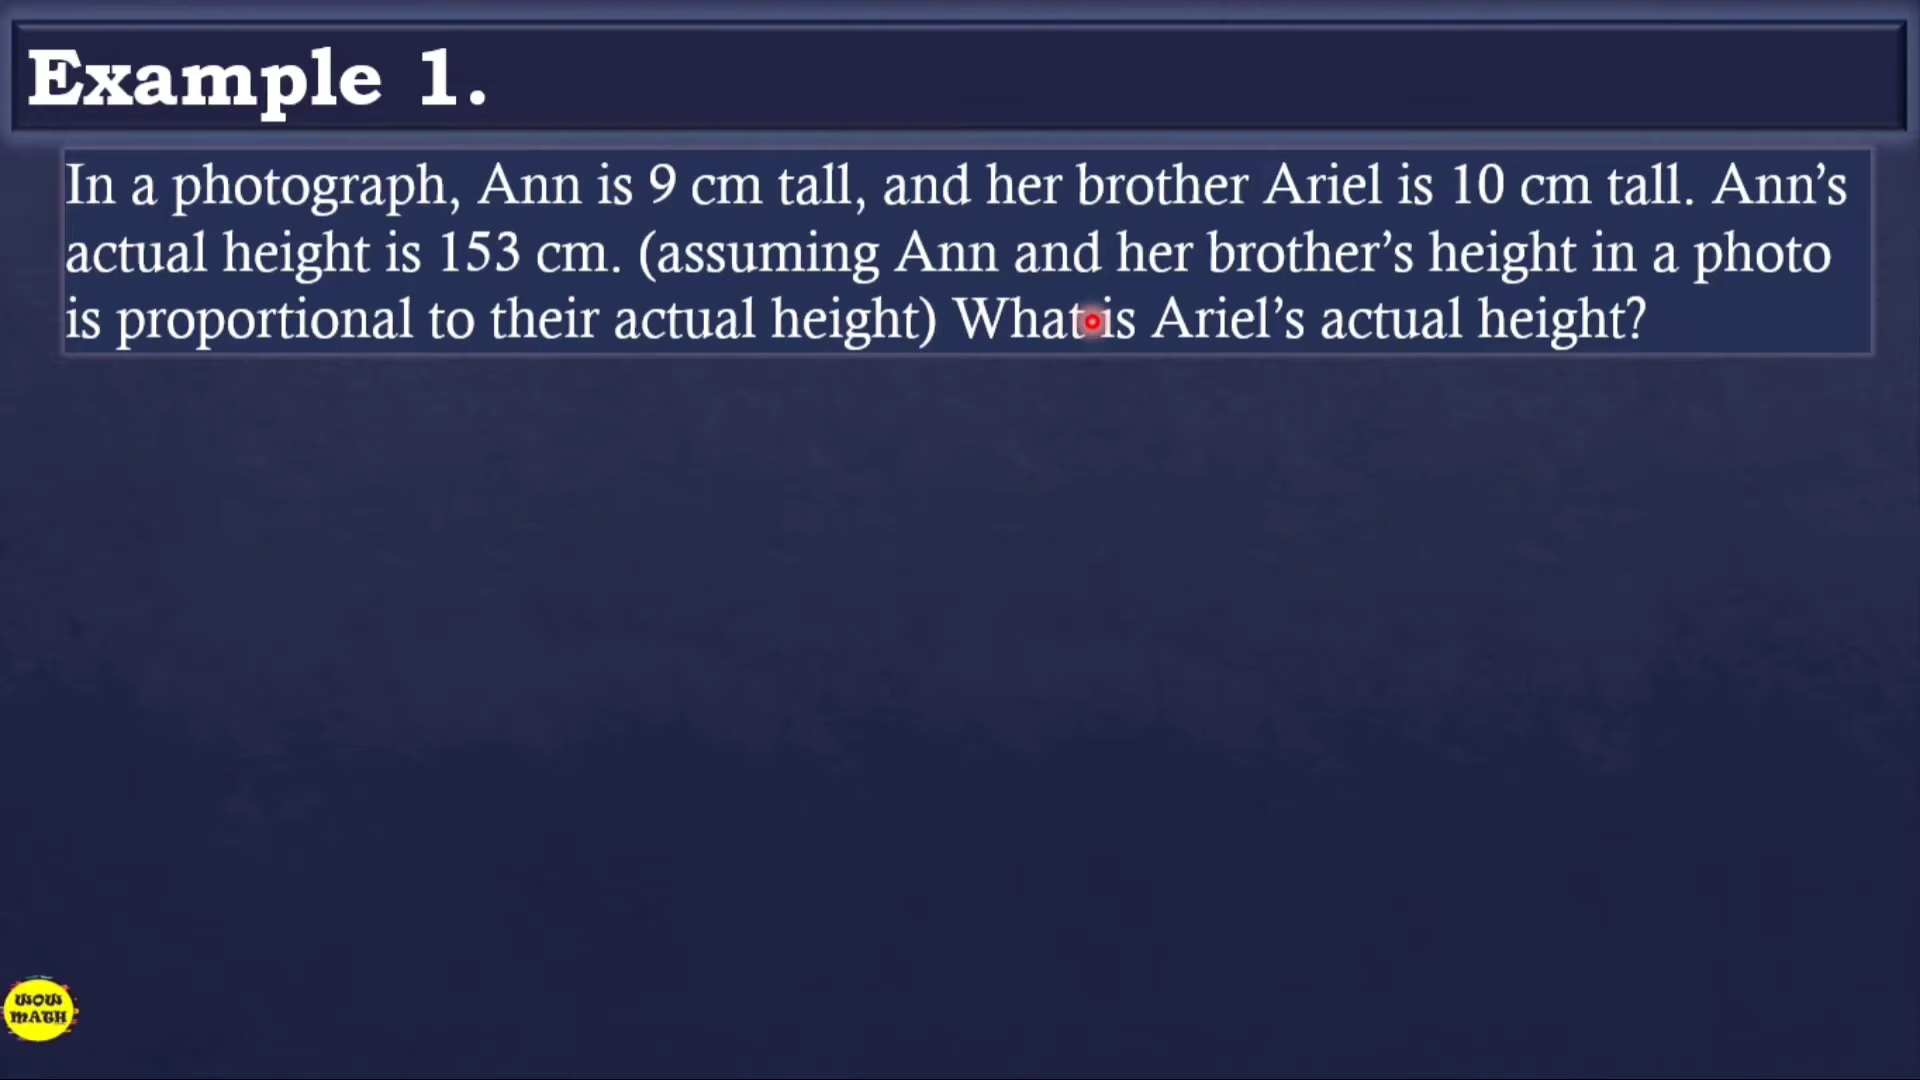 Example 1.
In a photograph, Ann is 9 cm tall, and her brother Ariel is 10 cm tall. Ann’s
actual height is 153 cm. (assuming Ann and her brother’s height in a photo
is proportional to their actual height) What is Ariel’s actual height?
WOW
MATH